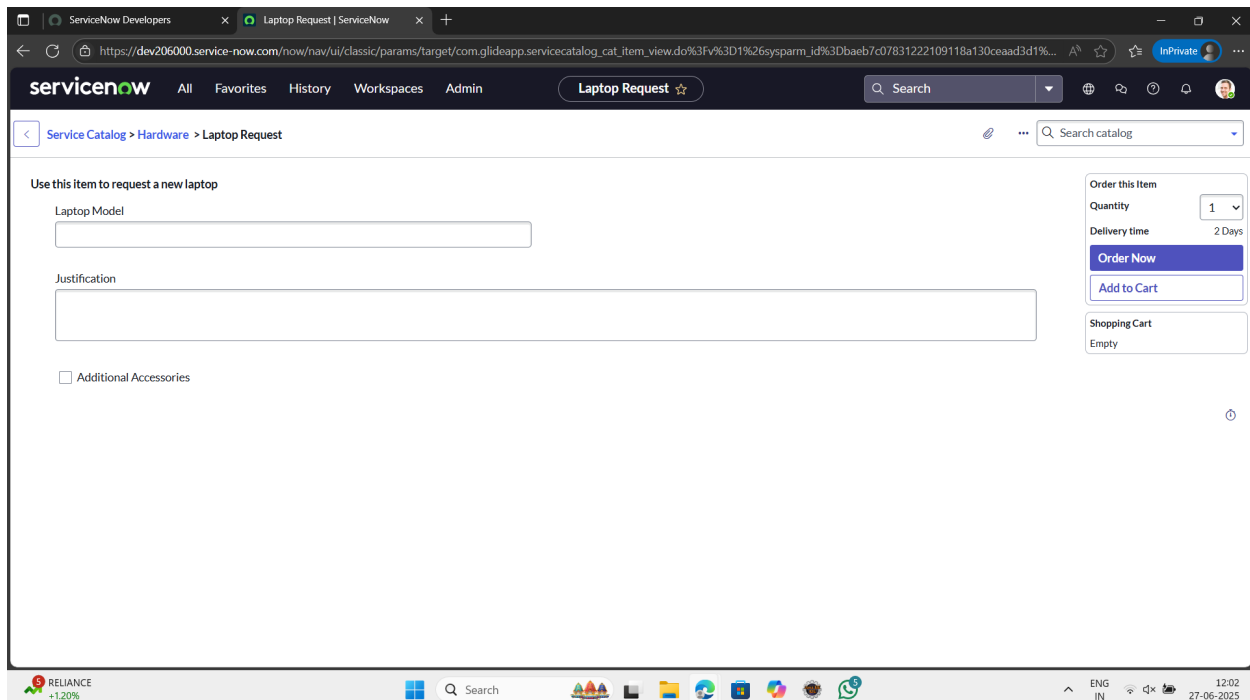 ServiceNow Developers
Laptop Request | ServiceNow
https://dev206000.service-now.com/now/nav/ui/classic/params/target/com.glideapp.servicecatalog_cat_item_view.do%3Fv%3D1%26sysparm_id%3Dbaeb7c07831222109118a130ceaad3d1%...
InPrivate
servicenow All Favorites History Workspaces Admin Laptop Request Search
Service Catalog > Hardware > Laptop Request
Search catalog
Use this item to request a new laptop
Laptop Model
Justification
Additional Accessories
Order this Item
Quantity 1
Delivery time 2 Days
Order Now
Add to Cart
Shopping Cart
Empty
5
RELIANCE
+1.20%
Search
5
ENG
IN
12:02
27-06-2025